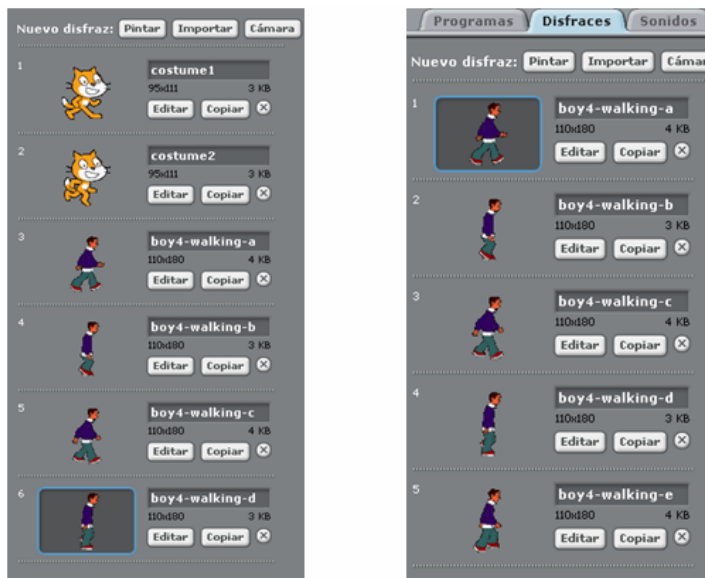 Nuevo disfraz: Pintar Importar Cámara
1
costume1
95x111 3 KB
Editar Copiar
2
costume2
95x111 3 KB
Editar Copiar
3
boy4-walking-a
110x180 4 KB
Editar Copiar
4
boy4-walking-b
110x180 3 KB
Editar Copiar
5
boy4-walking-c
110x180 4 KB
Editar Copiar
6
boy4-walking-d
110x180 3 KB
Editar Copiar
Programas Disfraces Sonidos
Nuevo disfraz: Pintar Importar Cámar
1
boy4-walking-a
110x180 4 KB
Editar Copiar
2
boy4-walking-b
110x180 3 KB
Editar Copiar
3
boy4-walking-c
110x180 4 KB
Editar Copiar
4
boy4-walking-d
110x180 3 KB
Editar Copiar
5
boy4-walking-e
110x180 4 KB
Editar Copiar